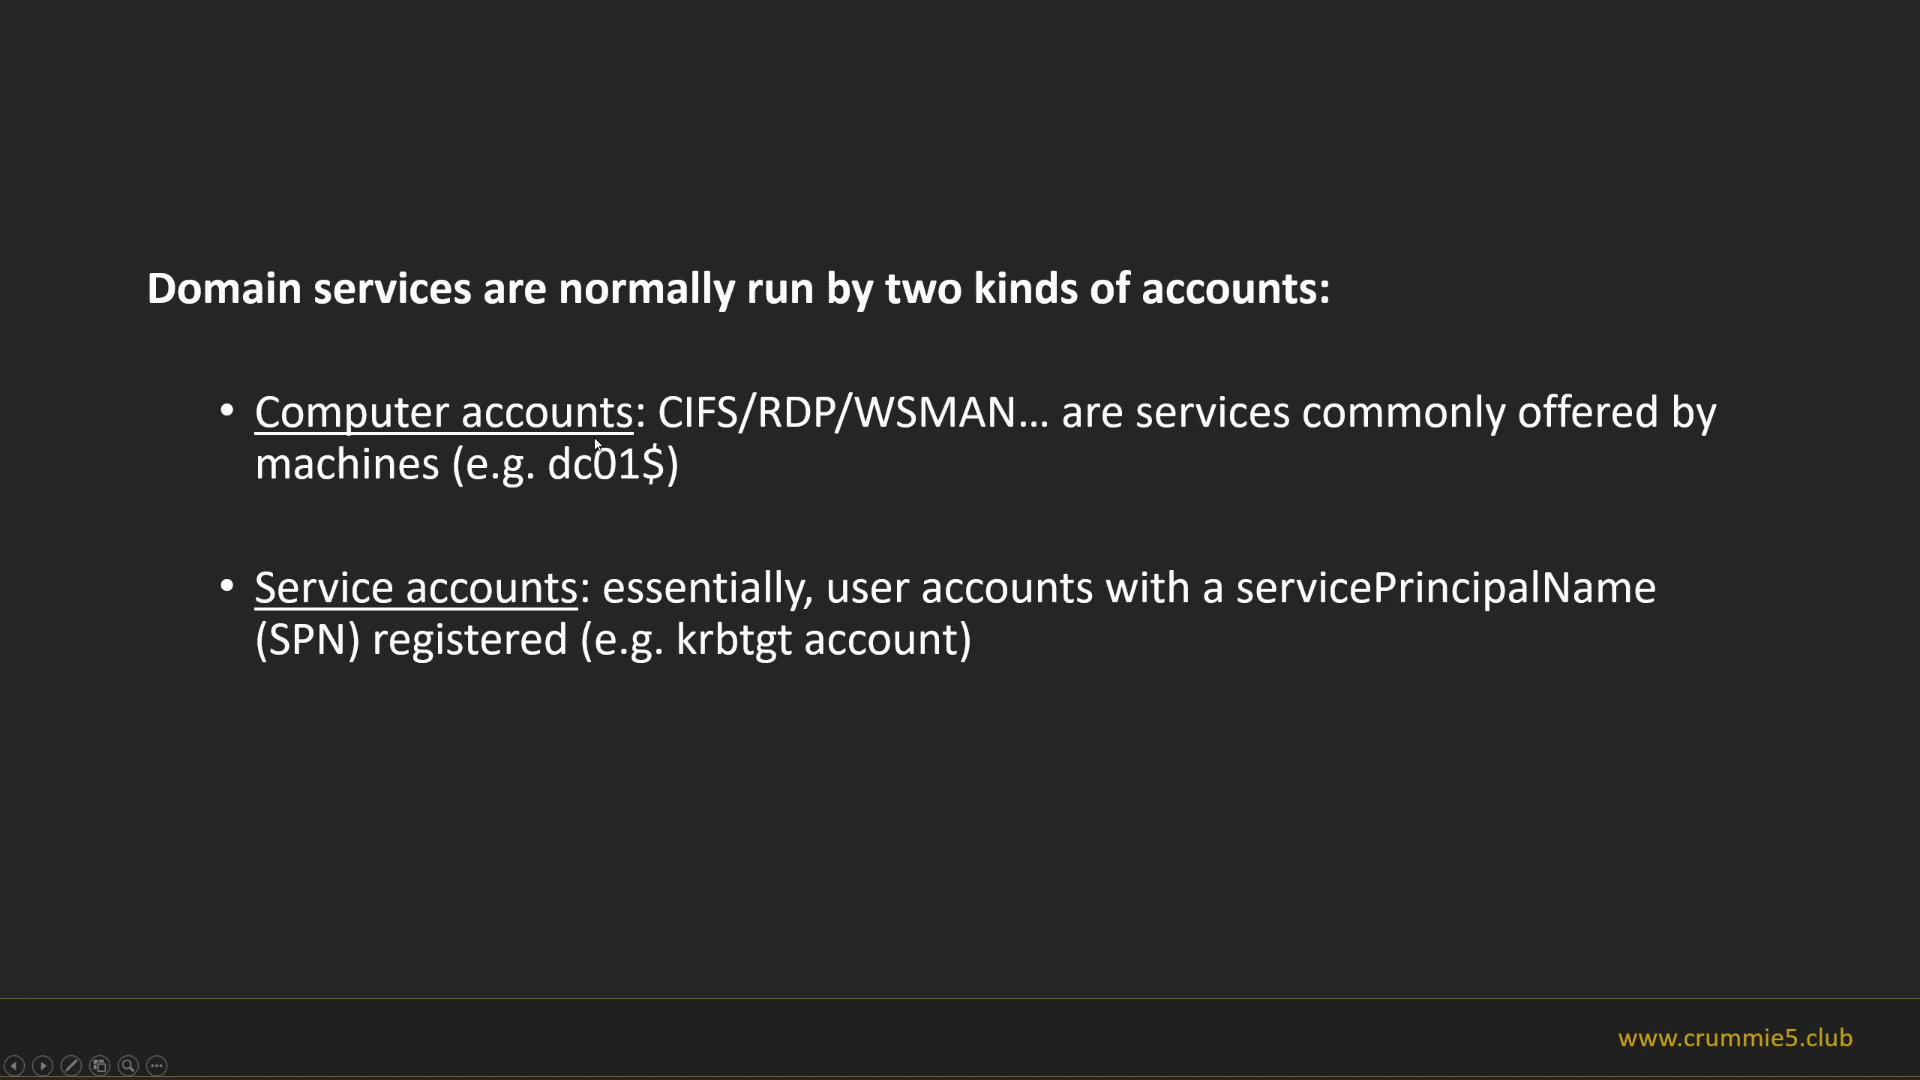 Domain services are normally run by two kinds of accounts:
• Computer accounts: CIFS/RDP/WSMAN… are services commonly offered by
machines (e.g. dc01$)
• Service accounts: essentially, user accounts with a servicePrincipalName
(SPN) registered (e.g. krbtgt account)
www.crummie5.club